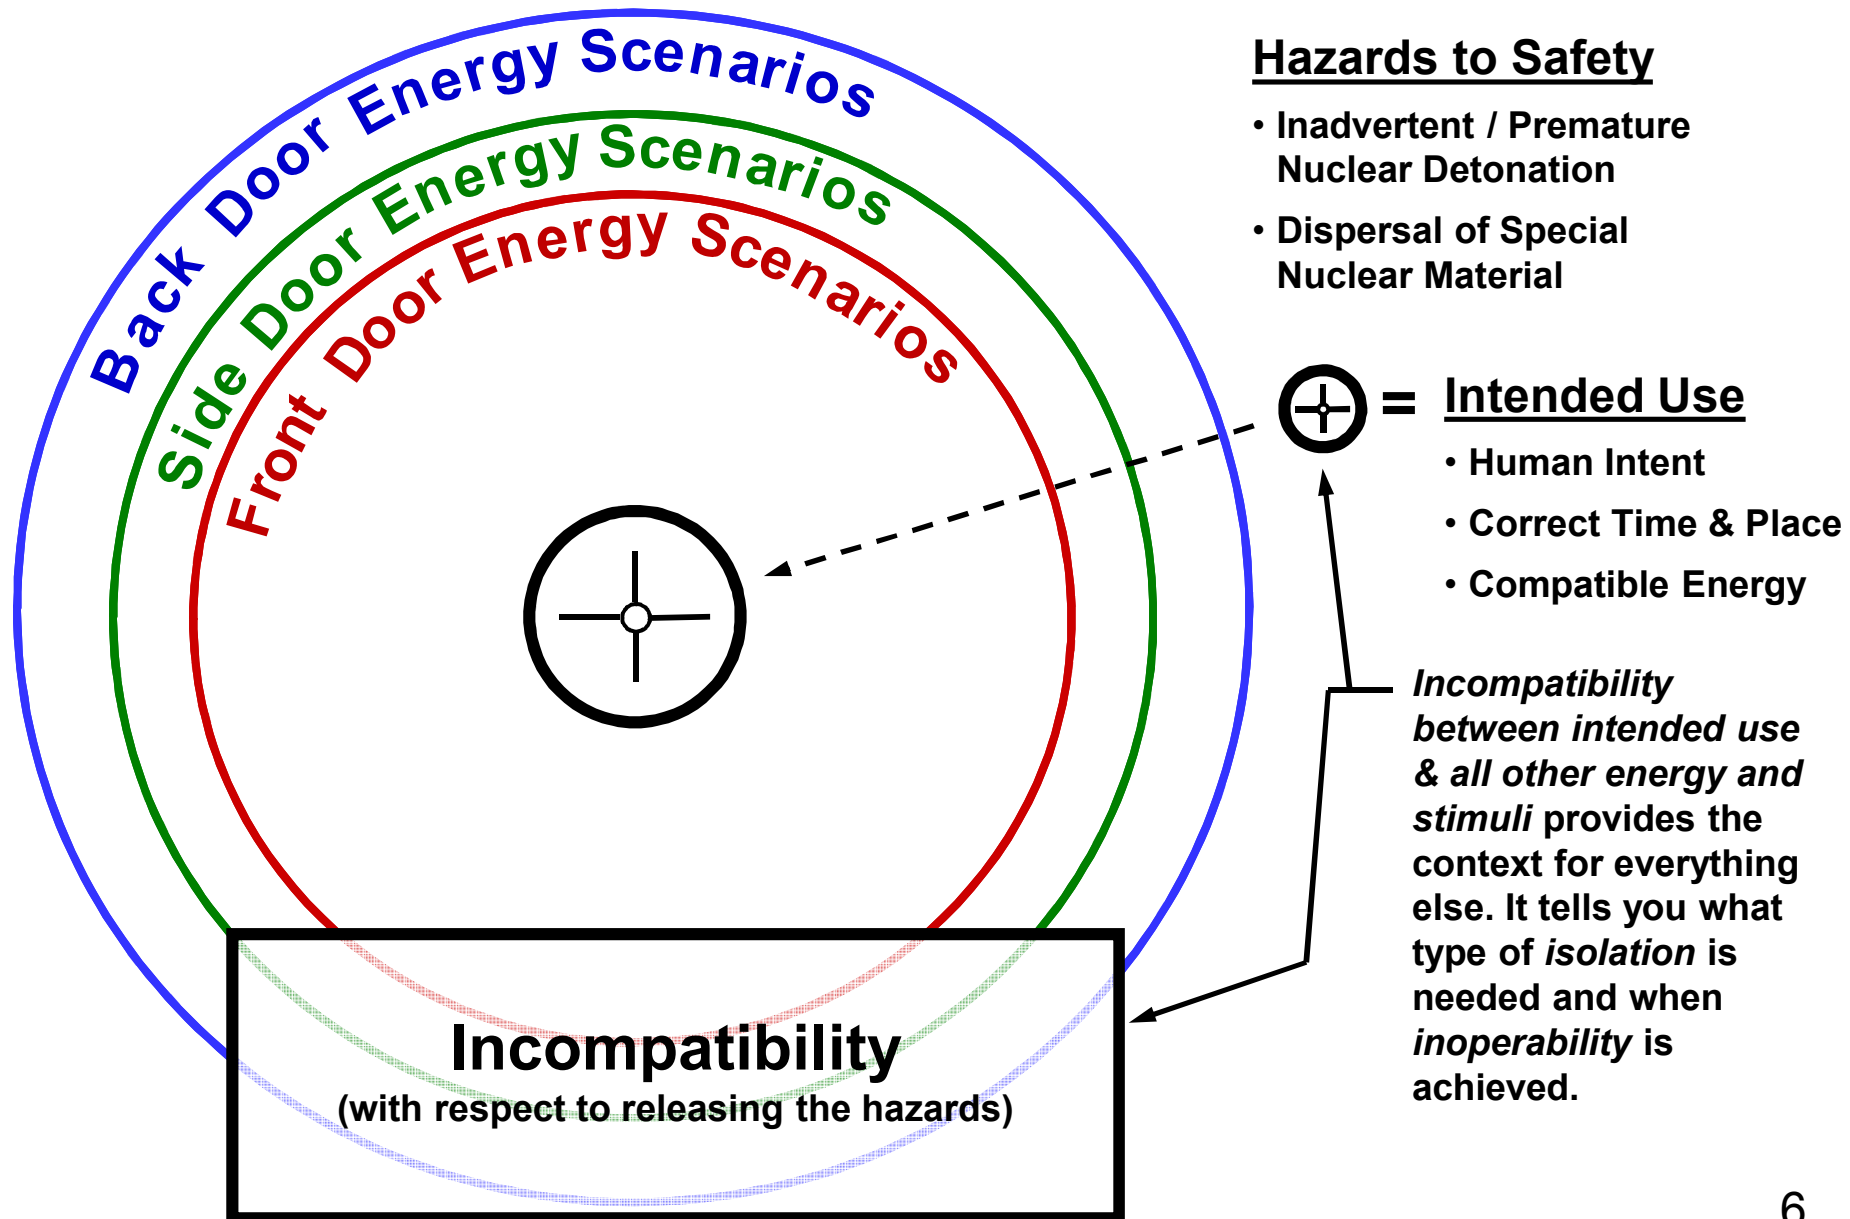 Back Door Energy Scenarios
Side Door Energy Scenarios
Front Door Energy Scenarios
Hazards to Safety
• Inadvertent / Premature
Nuclear Detonation
• Dispersal of Special
Nuclear Material
= Intended Use
• Human Intent
• Correct Time & Place
• Compatible Energy
Incompatibility
between intended use
& all other energy and
stimuli provides the
context for everything
else. It tells you what
type of isolation is
needed and when
inoperability is
achieved.
Incompatibility
(with respect to releasing the hazards)
6